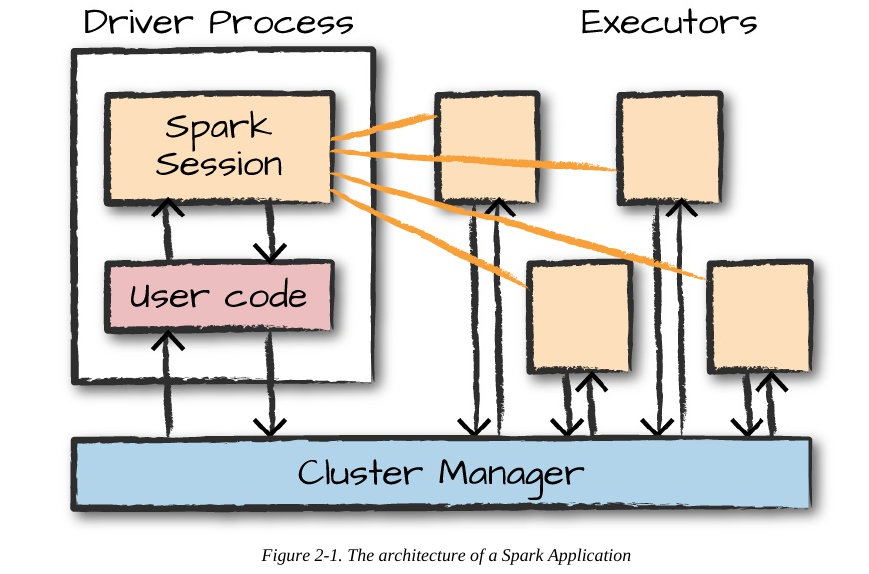 Driver Process
Executors
Spark
Session
User code
Cluster Manager
Figure 2-1. The architecture of a Spark Application